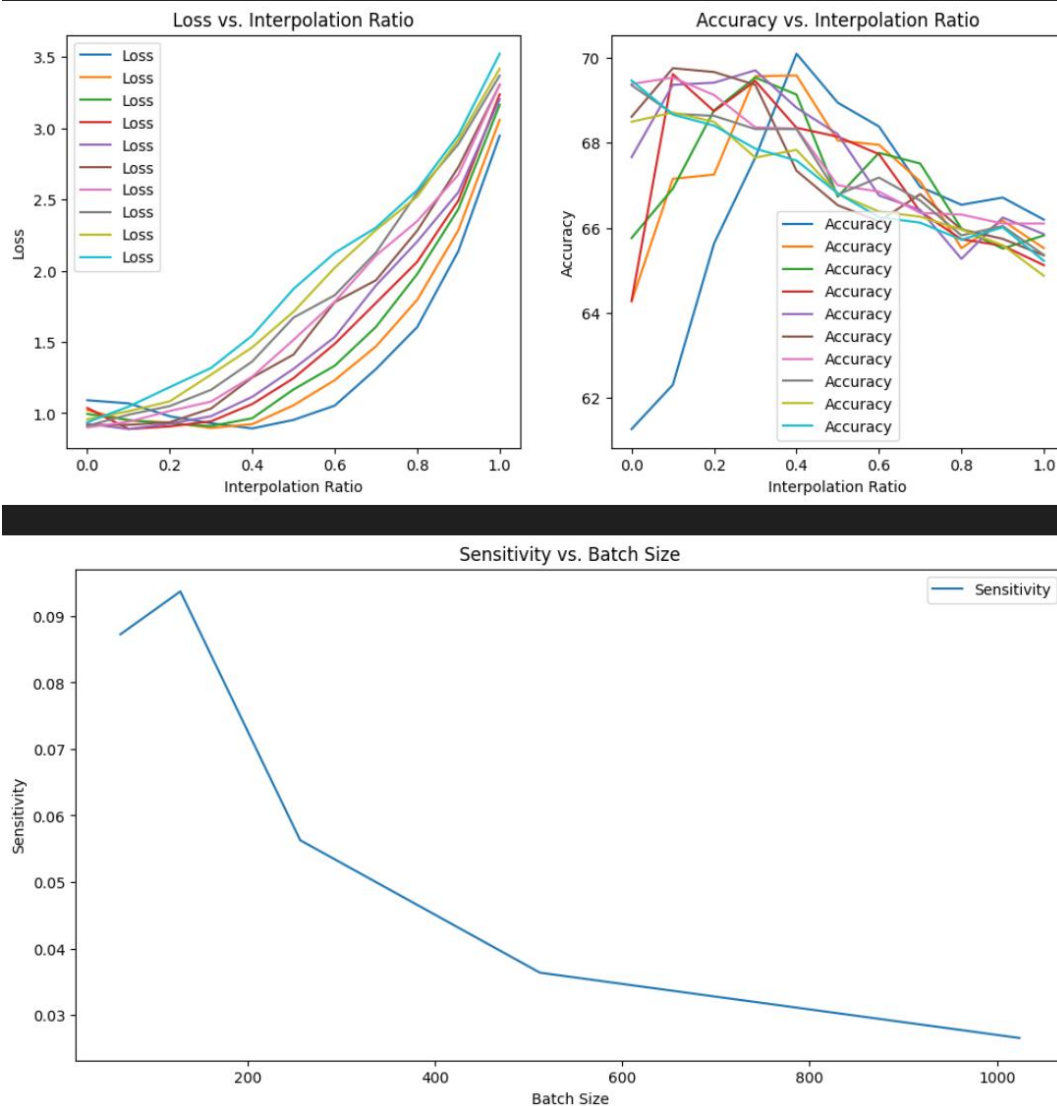 Loss vs. Interpolation Ratio
3.5
3.0
2.5
2.0
1.5
1.0
Loss
Loss
Loss
Loss
Loss
Loss
Loss
Loss
Loss
Loss
Loss
0.0 0.2 0.4 0.6 0.8 1.0
Interpolation Ratio
Accuracy vs. Interpolation Ratio
70
68
66
64
62
Accuracy
Accuracy
Accuracy
Accuracy
Accuracy
Accuracy
Accuracy
Accuracy
Accuracy
Accuracy
Accuracy
0.0 0.2 0.4 0.6 0.8 1.0
Interpolation Ratio
Sensitivity vs. Batch Size
Sensitivity
0.09
0.08
0.07
0.06
0.05
0.04
0.03
Sensitivity
200 400 600 800 1000
Batch Size